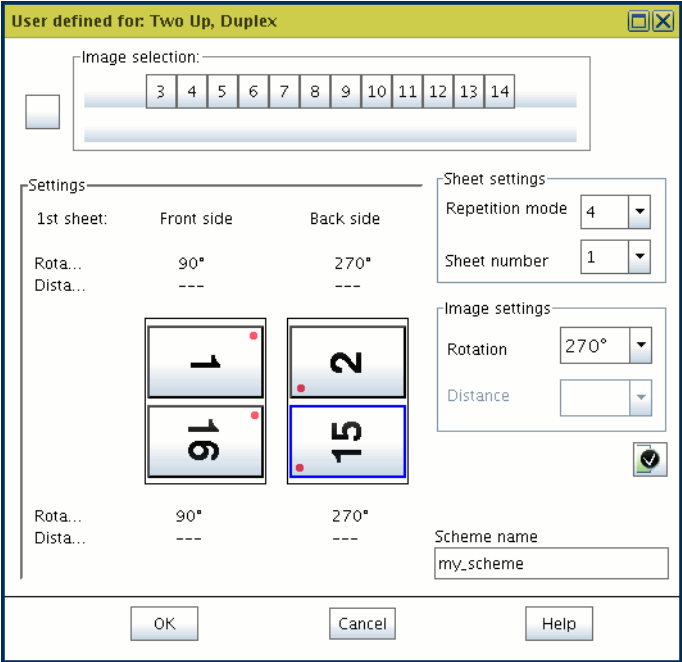 User defined for: Two Up, Duplex
Image selection:
3 4 5 6 7 8 9 10 11 12 13 14
Settings
1st sheet: Front side Back side
Rota... 90° 270°
Dista... --- ---
1 2
16 15
Rota... 90° 270°
Dista... --- ---
Sheet settings
Repetition mode 4
Sheet number 1
Image settings
Rotation 270°
Distance
Scheme name
my_scheme
OK Cancel Help